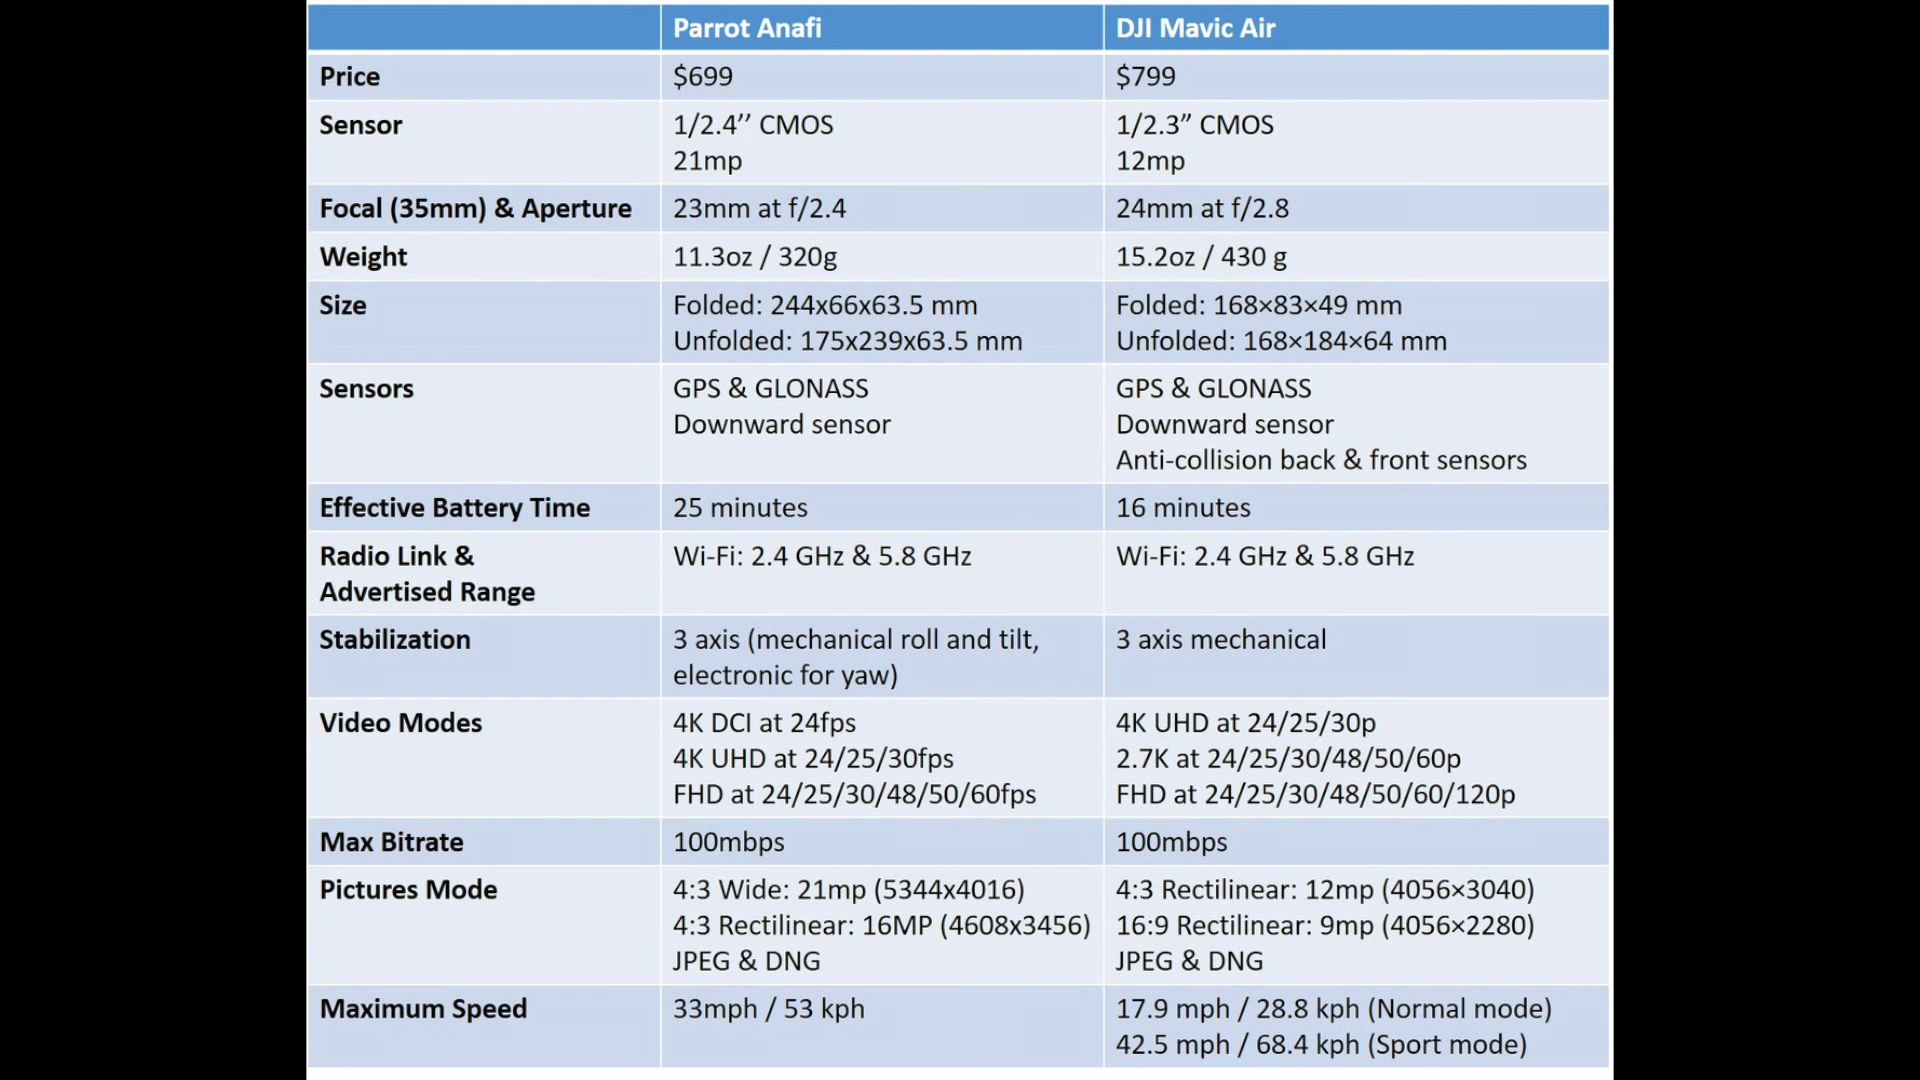 Parrot Anafi DJI Mavic Air
Price $699 $799
Sensor 1/2.4’’ CMOS 1/2.3” CMOS
21mp 12mp
Focal (35mm) & Aperture 23mm at f/2.4 24mm at f/2.8
Weight 11.3oz / 320g 15.2oz / 430 g
Size Folded: 244x66x63.5 mm Folded: 168×83×49 mm
Unfolded: 175x239x63.5 mm Unfolded: 168×184×64 mm
Sensors GPS & GLONASS GPS & GLONASS
Downward sensor Downward sensor
Anti-collision back & front sensors
Effective Battery Time 25 minutes 16 minutes
Radio Link & Wi-Fi: 2.4 GHz & 5.8 GHz Wi-Fi: 2.4 GHz & 5.8 GHz
Advertised Range
Stabilization 3 axis (mechanical roll and tilt, 3 axis mechanical
electronic for yaw)
Video Modes 4K DCI at 24fps 4K UHD at 24/25/30p
4K UHD at 24/25/30fps 2.7K at 24/25/30/48/50/60p
FHD at 24/25/30/48/50/60fps FHD at 24/25/30/48/50/60/120p
Max Bitrate 100mbps 100mbps
Pictures Mode 4:3 Wide: 21mp (5344x4016) 4:3 Rectilinear: 12mp (4056×3040)
4:3 Rectilinear: 16MP (4608x3456) 16:9 Rectilinear: 9mp (4056×2280)
JPEG & DNG JPEG & DNG
Maximum Speed 33mph / 53 kph 17.9 mph / 28.8 kph (Normal mode)
42.5 mph / 68.4 kph (Sport mode)